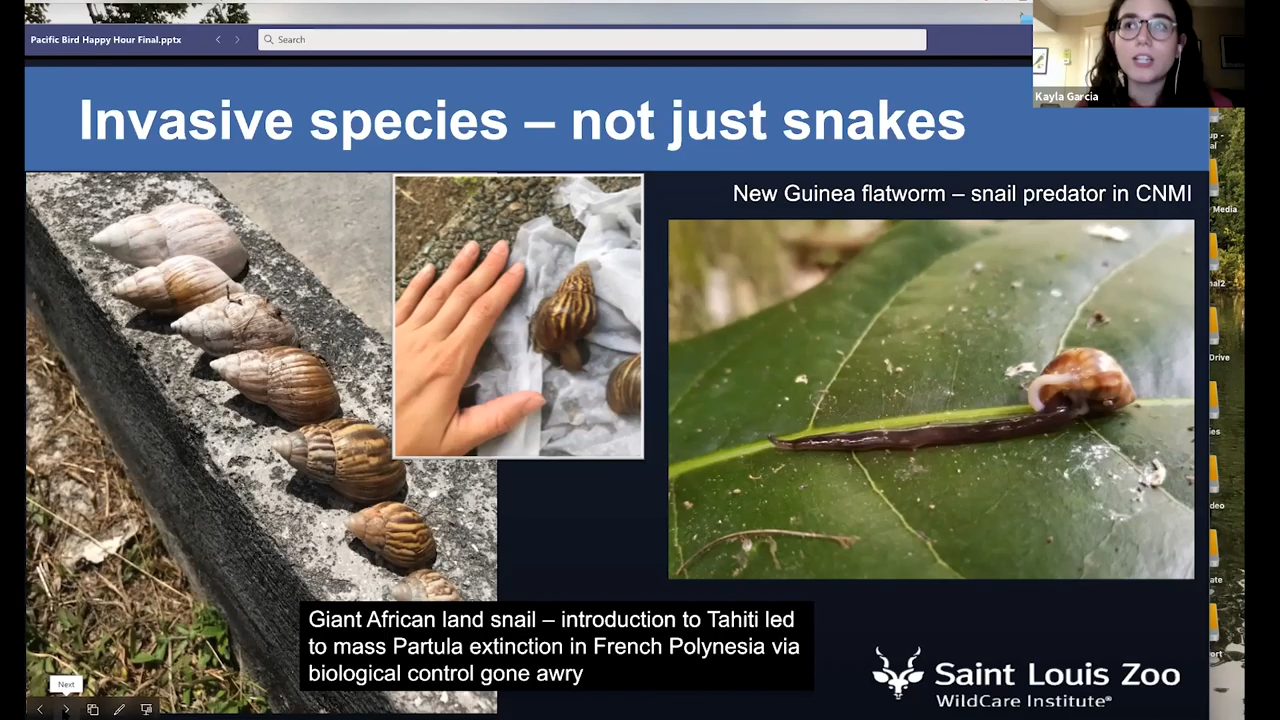 Pacific Bird Happy Hour Final.pptx
Search
Kayla Garcia
Invasive species – not just snakes
New Guinea flatworm – snail predator in CNMI
Media
Drive
Giant African land snail – introduction to Tahiti led
to mass Partula extinction in French Polynesia via
biological control gone awry
Saint Louis Zoo
WildCare Institute®
Next